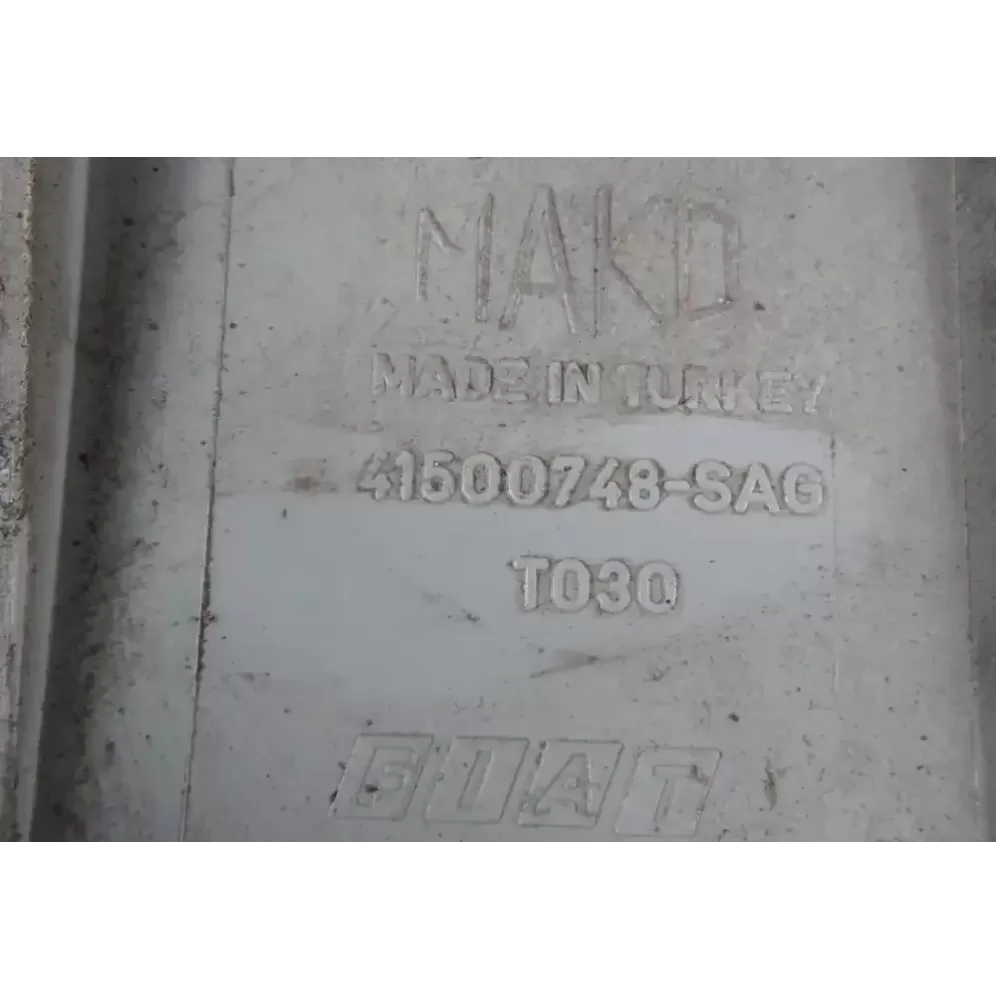 MAKO
MADE IN TURKEY
41500748-SAG
T030
FIAT